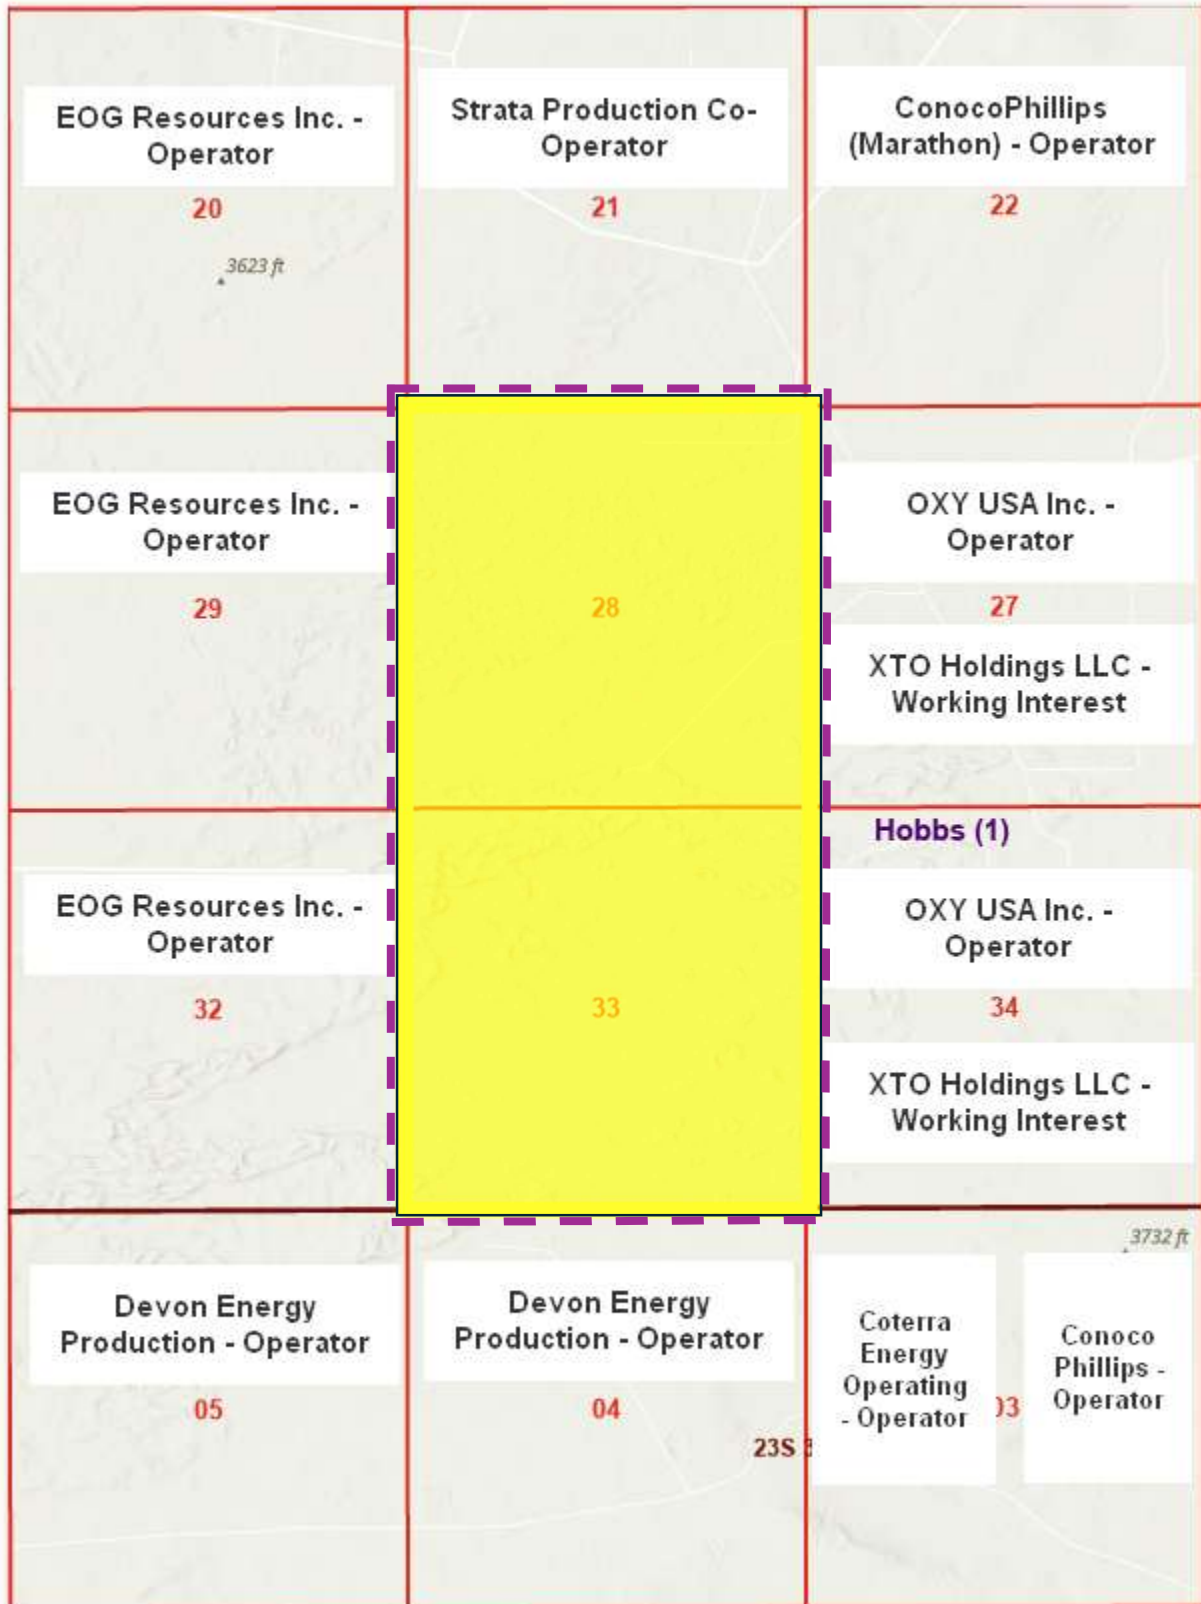 EOG Resources Inc. -
Operator
20
3623 ft
Strata Production Co-
Operator
21
ConocoPhillips
(Marathon) - Operator
22
EOG Resources Inc. -
Operator
29
28
OXY USA Inc. -
Operator
27
XTO Holdings LLC -
Working Interest
EOG Resources Inc. -
Operator
32
33
Hobbs (1)
OXY USA Inc. -
Operator
34
XTO Holdings LLC -
Working Interest
Devon Energy
Production - Operator
05
Devon Energy
Production - Operator
04
23S
3732 ft
Coterra
Energy
Operating
- Operator
03
Conoco
Phillips -
Operator